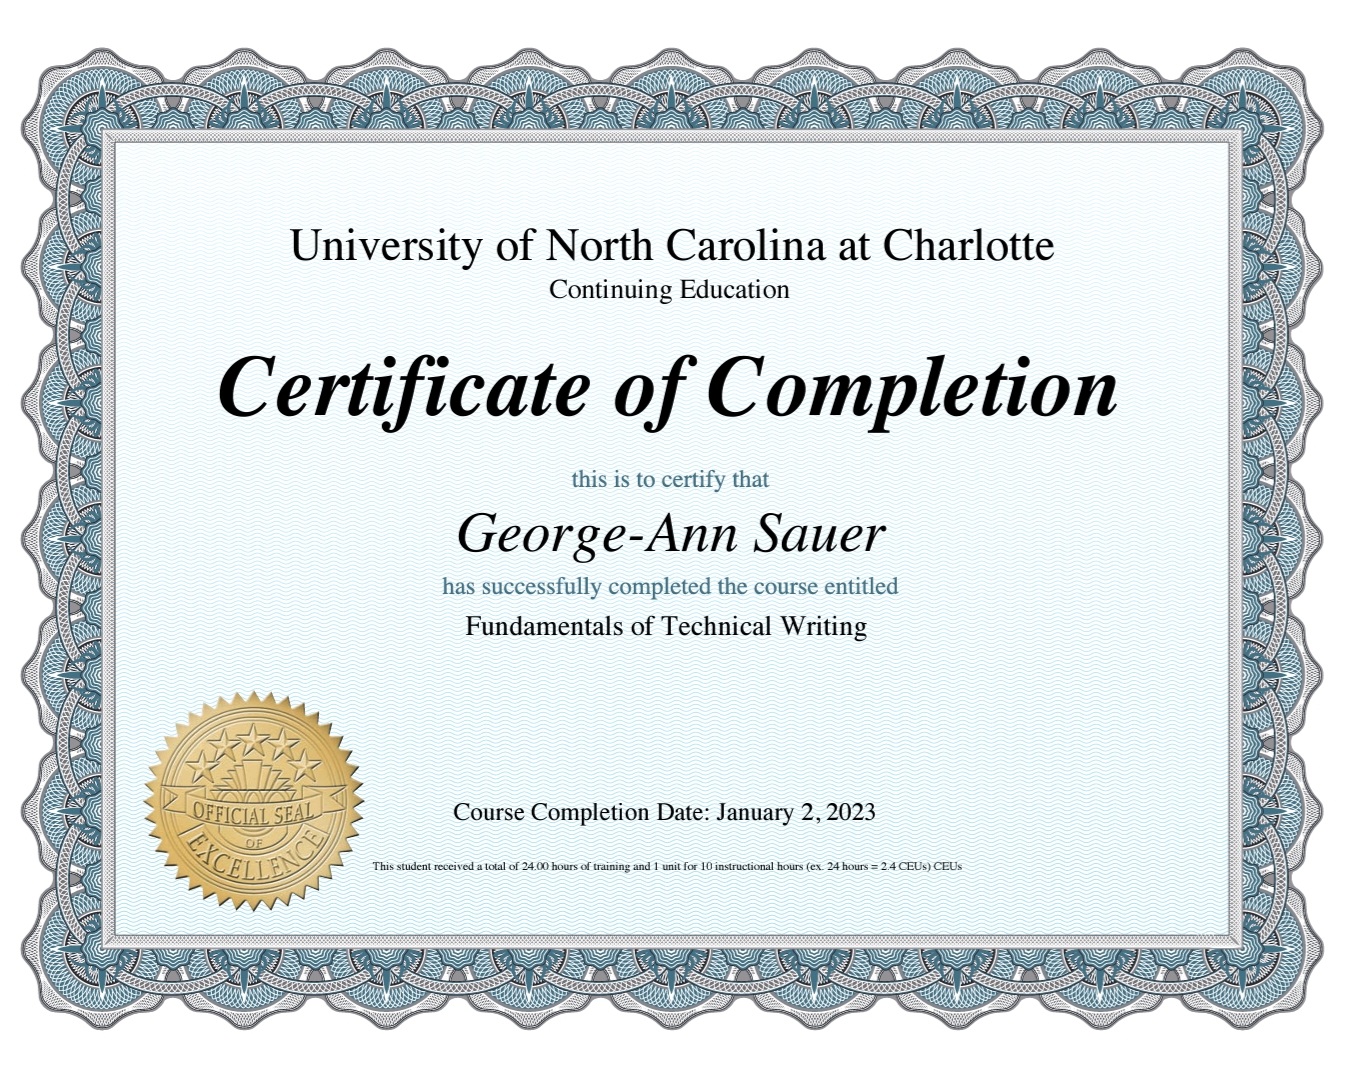 University of North Carolina at Charlotte
Continuing Education
Certificate of Completion
this is to certify that
George-Ann Sauer
has successfully completed the course entitled
Fundamentals of Technical Writing
OFFICIAL SEAL
OF
EXCELLENCE
Course Completion Date: January 2, 2023
This student received a total of 24.00 hours of training and 1 unit for 10 instructional hours (ex. 24 hours = 2.4 CEUs) CEUs